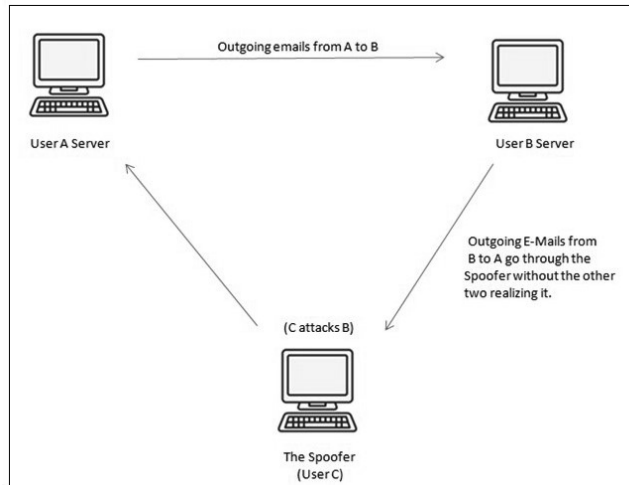 Outgoing emails from A to B
User A Server
User B Server
Outgoing E-Mails from
B to A go through the
Spoofer without the other
two realizing it.
(C attacks B)
The Spoofer
(User C)